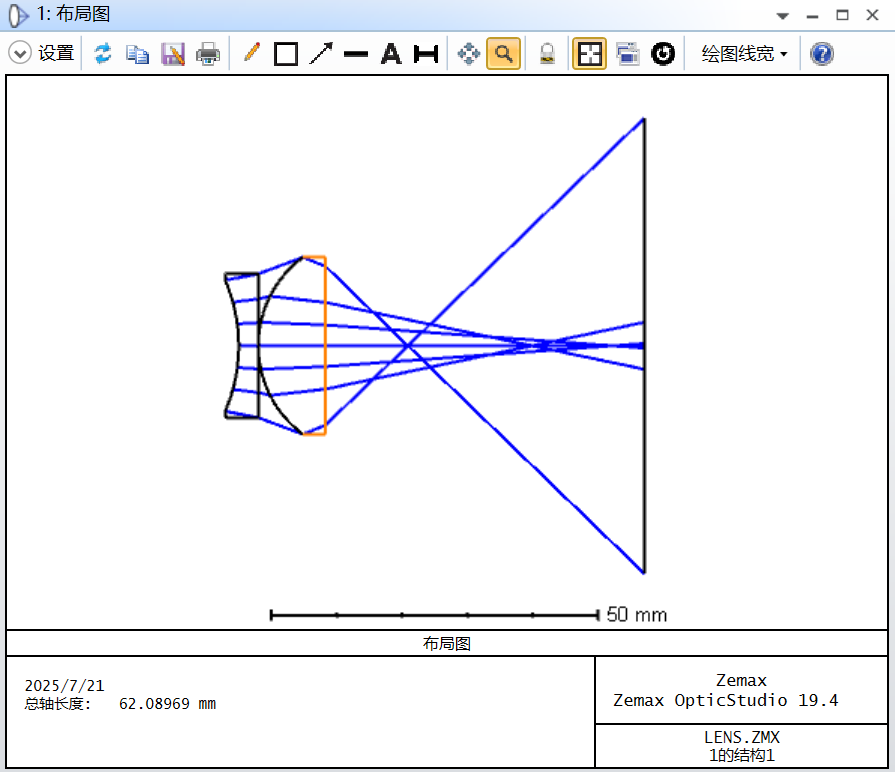 1: 布局图
设置
A
绘图线宽
50 mm
布局图
2025/7/21
总轴长度: 62.08969 mm
Zemax
Zemax OpticStudio 19.4
LENS.ZMX
1的结构1